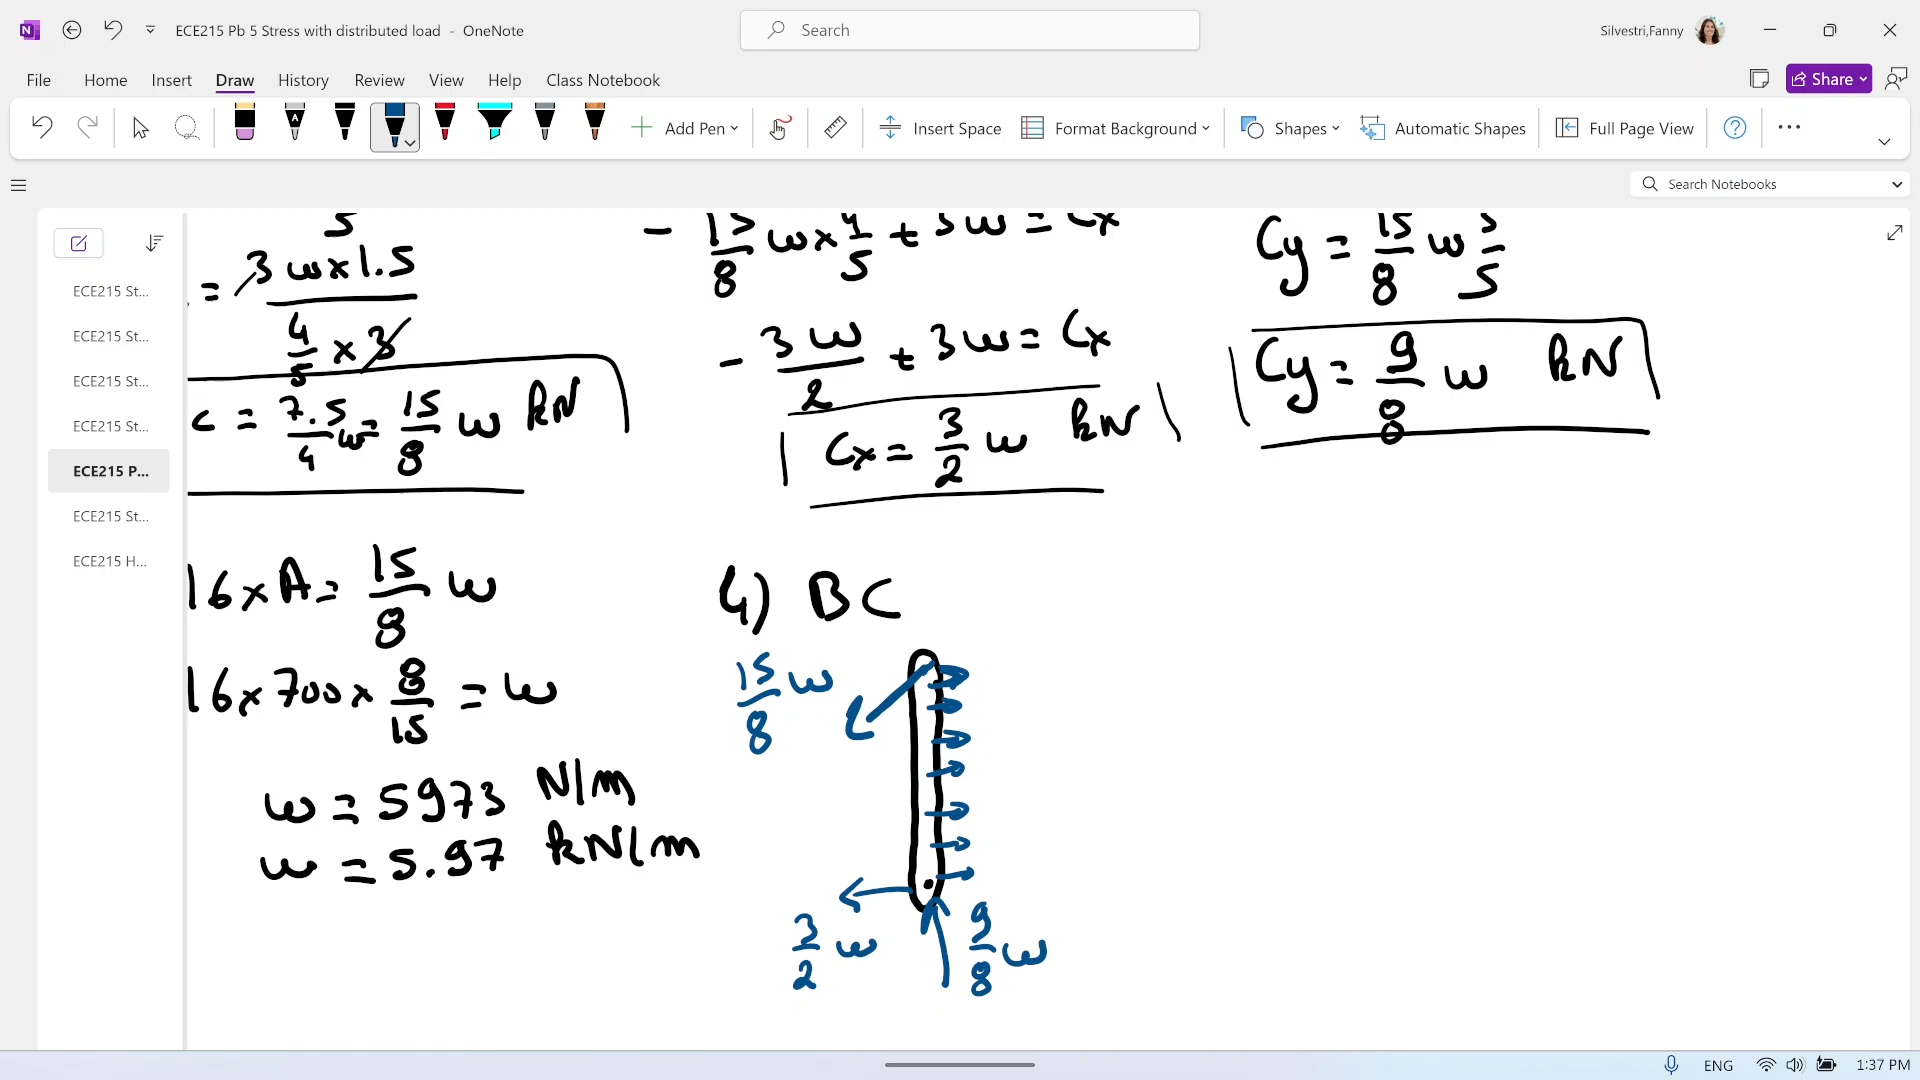 ECE215 Pb 5 Stress with distributed load - OneNote
Search
Silvestri,Fanny
File Home Insert Draw History Review View Help Class Notebook
Share
Add Pen
Insert Space
Format Background
Shapes
Automatic Shapes
Full Page View
Search Notebooks
ECE215 St...
ECE215 St...
ECE215 St...
ECE215 St...
ECE215 P...
ECE215 St...
ECE215 H...
5
= 3w×1.5
4/5 × 3
C = 7.5/4 w = 15/8 w kN
16×A = 15/8 w
16×700× 8/15 = w
w = 5973 N/m
w = 5.97 kN/m
- 15/8 w× 4/5 + 3w = Cx
- 3w/2 + 3w = Cx
Cx = 3/2 w kN
Cy = 15/8 w 3/5
Cy = 9/8 w kN
4) BC
15/8 w
3/2 w
9/8 w
ENG
1:37 PM